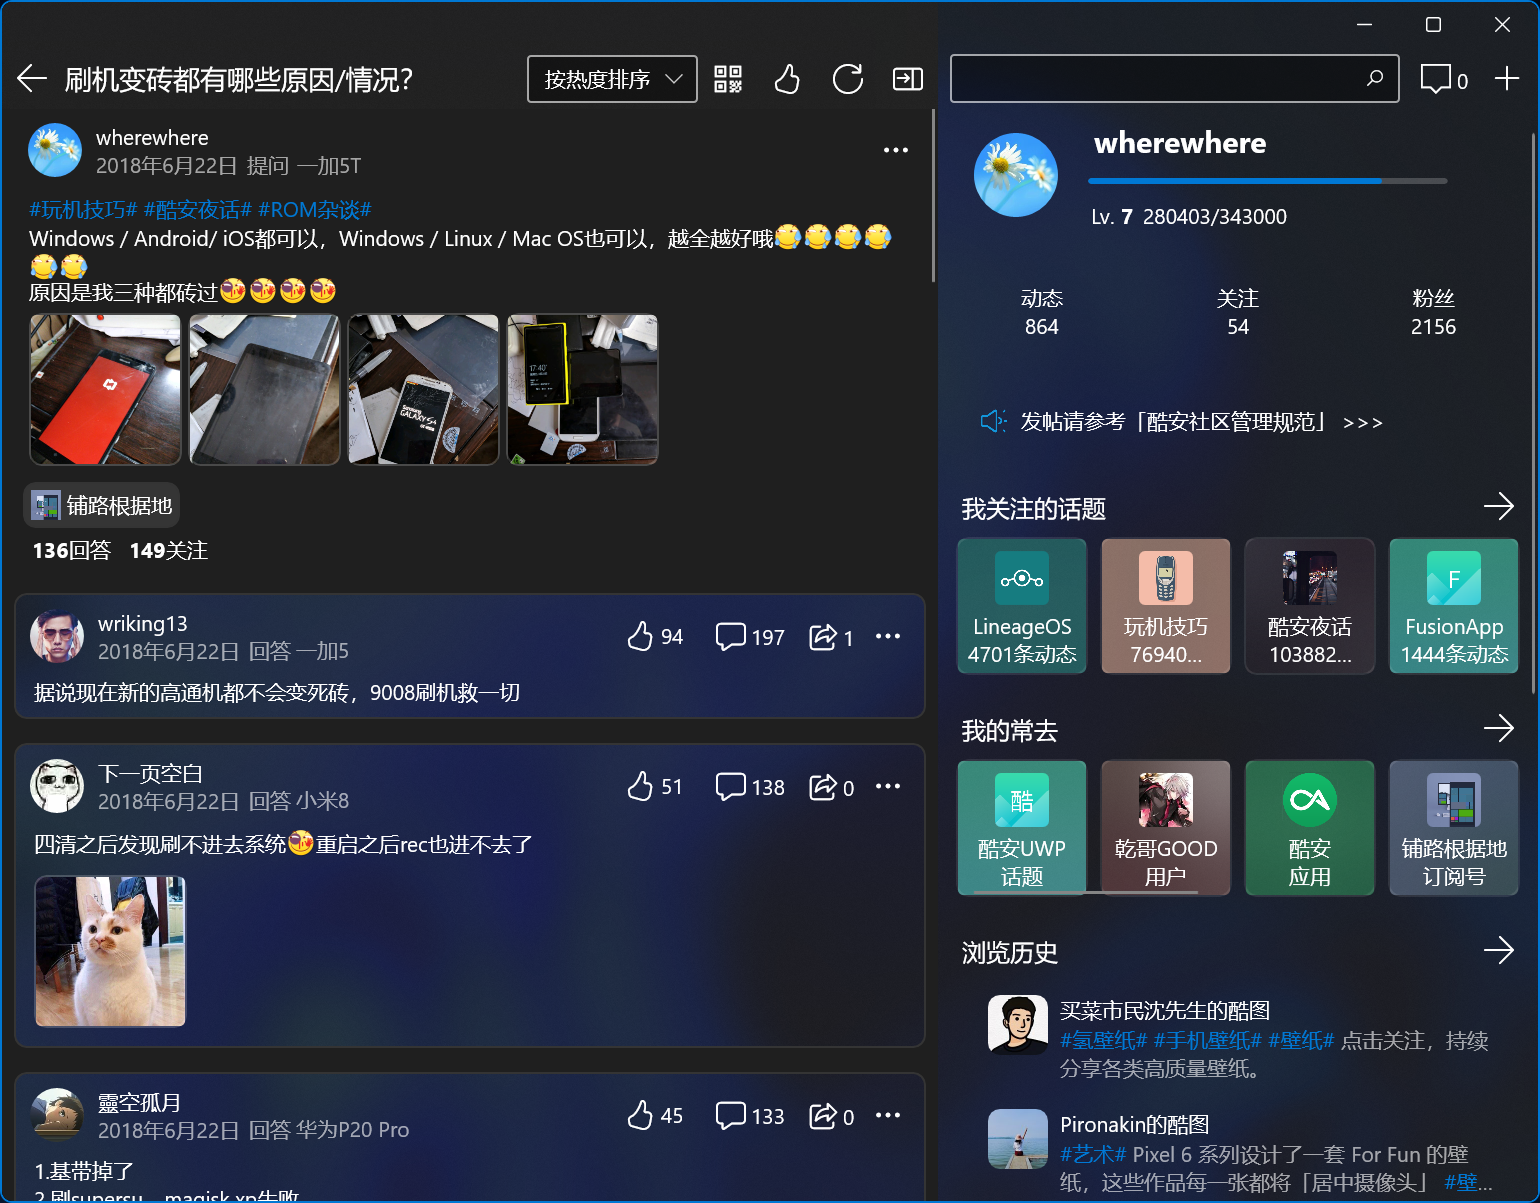 刷机变砖都有哪些原因/情况？
按热度排序
wherewhere
2018年6月22日 提问 一加5T
#玩机技巧# #酷安夜话# #ROM杂谈#
Windows / Android/ iOS都可以，Windows / Linux / Mac OS也可以，越全越好哦
原因是我三种都砖过
17 40
SAMSUNG
GALAXY S4
铺路根据地
136回答 149关注
wriking13
2018年6月22日 回答 一加5
94
197
1
据说现在新的高通机都不会变死砖，9008刷机救一切
下一页空白
2018年6月22日 回答 小米8
51
138
0
四清之后发现刷不进去系统重启之后rec也进不去了
靈空孤月
2018年6月22日 回答 华为P20 Pro
45
133
0
1.基带掉了
2.刷supersu、magisk,xp失败
0
wherewhere
Lv. 7 280403/343000
动态
864
关注
54
粉丝
2156
发帖请参考「酷安社区管理规范」 >>>
我关注的话题
LineageOS
4701条动态
玩机技巧
76940...
酷安夜话
103882...
F
FusionApp
1444条动态
我的常去
酷
酷安UWP
话题
乾哥GOOD
用户
酷安
应用
铺路根据地
订阅号
浏览历史
买菜市民沈先生的酷图
#氢壁纸# #手机壁纸# #壁纸# 点击关注，持续
分享各类高质量壁纸。
Pironakin的酷图
#艺术# Pixel 6 系列设计了一套 For Fun 的壁
纸，这些作品每一张都将「居中摄像头」 #壁...